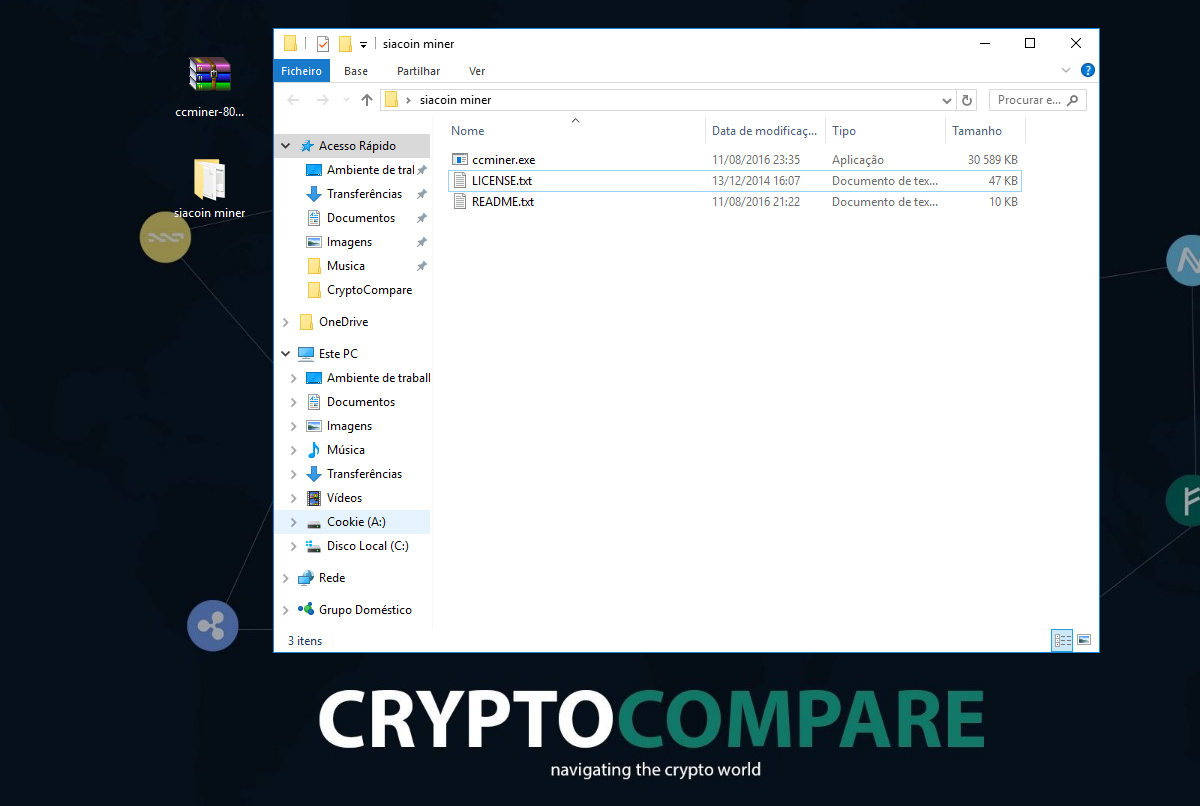 siacoin miner
Ficheiro Base Partilhar Ver
siacoin miner Procurar e...
ccminer-80...
siacoin miner
Nome Data de modificaç... Tipo Tamanho
ccminer.exe 11/08/2016 23:35 Aplicação 30 589 KB
LICENSE.txt 13/12/2014 16:07 Documento de tex... 47 KB
README.txt 11/08/2016 21:22 Documento de tex... 10 KB
Acesso Rápido
Ambiente de tral
Transferências
Documentos
Imagens
Musica
CryptoCompare
OneDrive
Este PC
Ambiente de traball
Documentos
Imagens
Música
Transferências
Vídeos
Cookie (A:)
Disco Local (C:)
Rede
Grupo Doméstico
3 itens
CRYPTOCOMPARE
navigating the crypto world